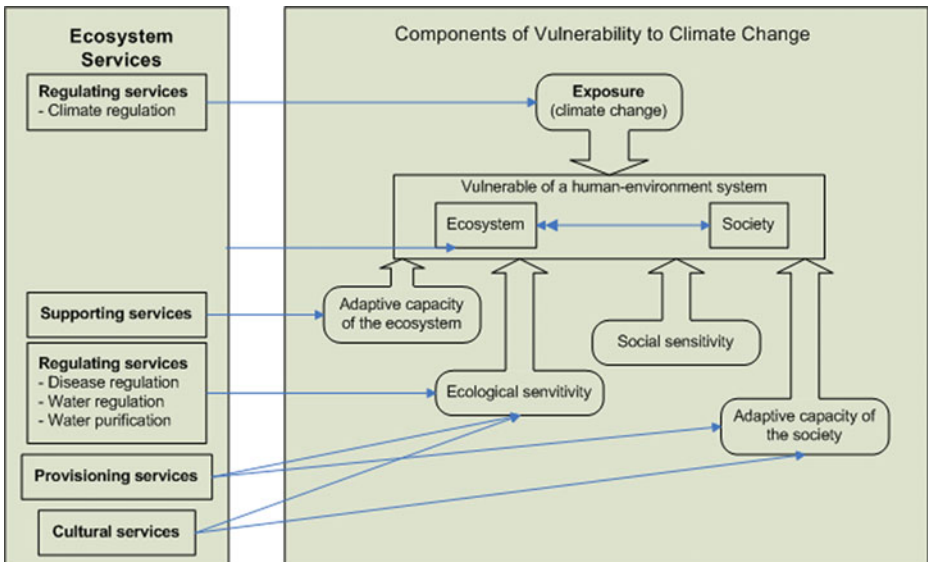 Ecosystem
Services
Regulating services
- Climate regulation
Supporting services
Regulating services
- Disease regulation
- Water regulation
- Water purification
Provisioning services
Cultural services
Components of Vulnerability to Climate Change
Exposure
(climate change)
Vulnerable of a human-environment system
Ecosystem
Society
Adaptive capacity
of the ecosystem
Social sensitivity
Ecological senvitivity
Adaptive capacity of
the society